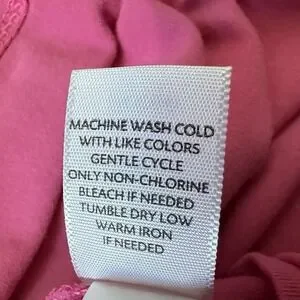 MACHINE WASH COLD
WITH LIKE COLORS
GENTLE CYCLE
ONLY NON-CHLORINE
BLEACH IF NEEDED
TUMBLE DRY LOW
WARM IRON
IF NEEDED